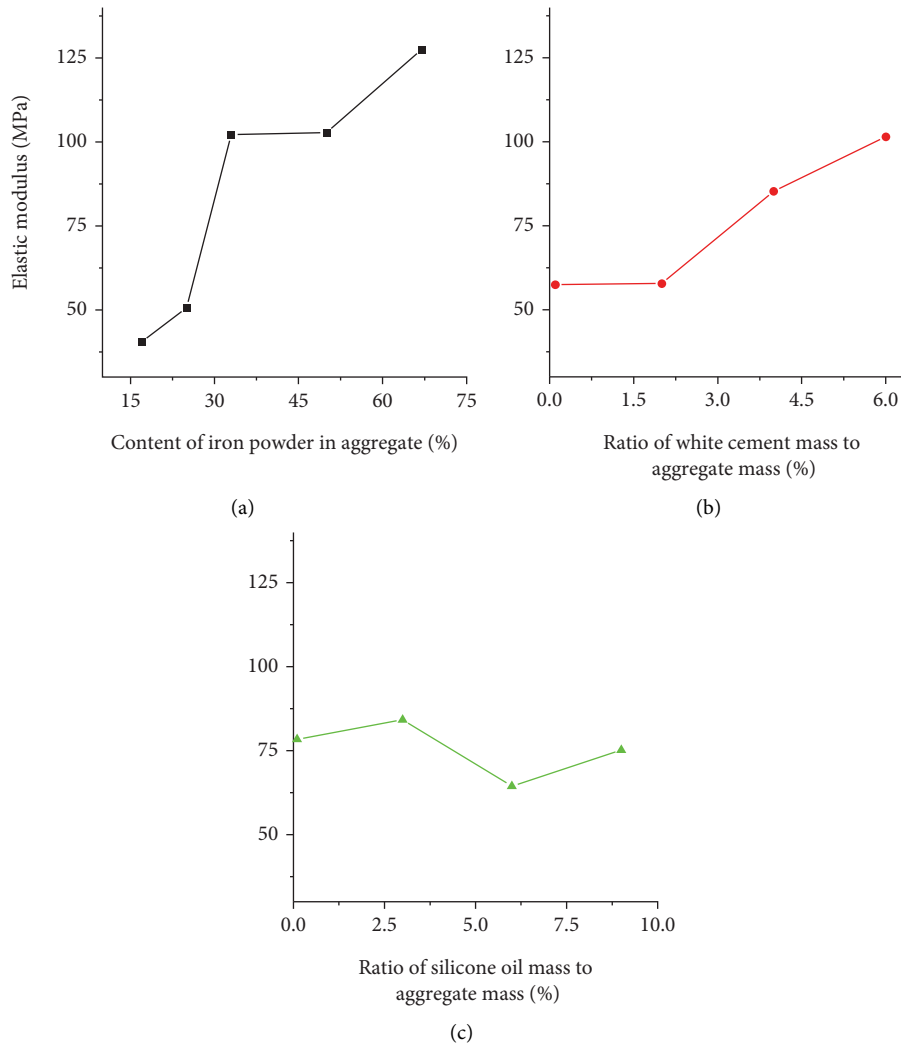 125
100
75
50
Elastic modulus (MPa)
15 30 45 60 75
Content of iron powder in aggregate (%)
(a)
125
100
75
50
0.0 1.5 3.0 4.5 6.0
Ratio of white cement mass to
aggregate mass (%)
(b)
125
100
75
50
0.0 2.5 5.0 7.5 10.0
Ratio of silicone oil mass to
aggregate mass (%)
(c)